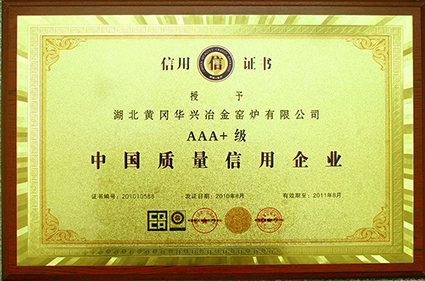 信用 信 证书
授 予
湖北黄冈华兴冶金窑炉有限公司
AAA+级
中国质量信用企业
证书编号：201010588 发证日期：2010年8月 有效期至：2011年8月